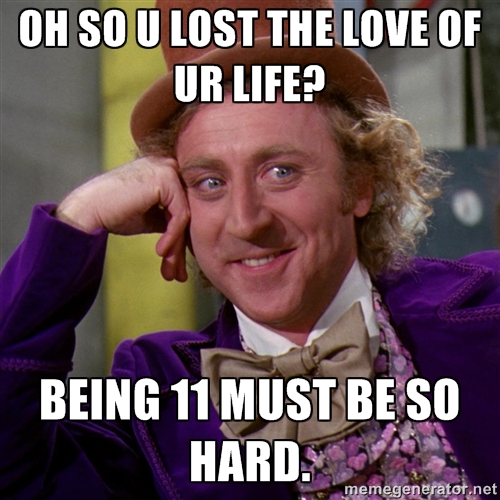 OH SO U LOST THE LOVE OF
UR LIFE?
BEING 11 MUST BE SO
HARD.
memegenerator.net